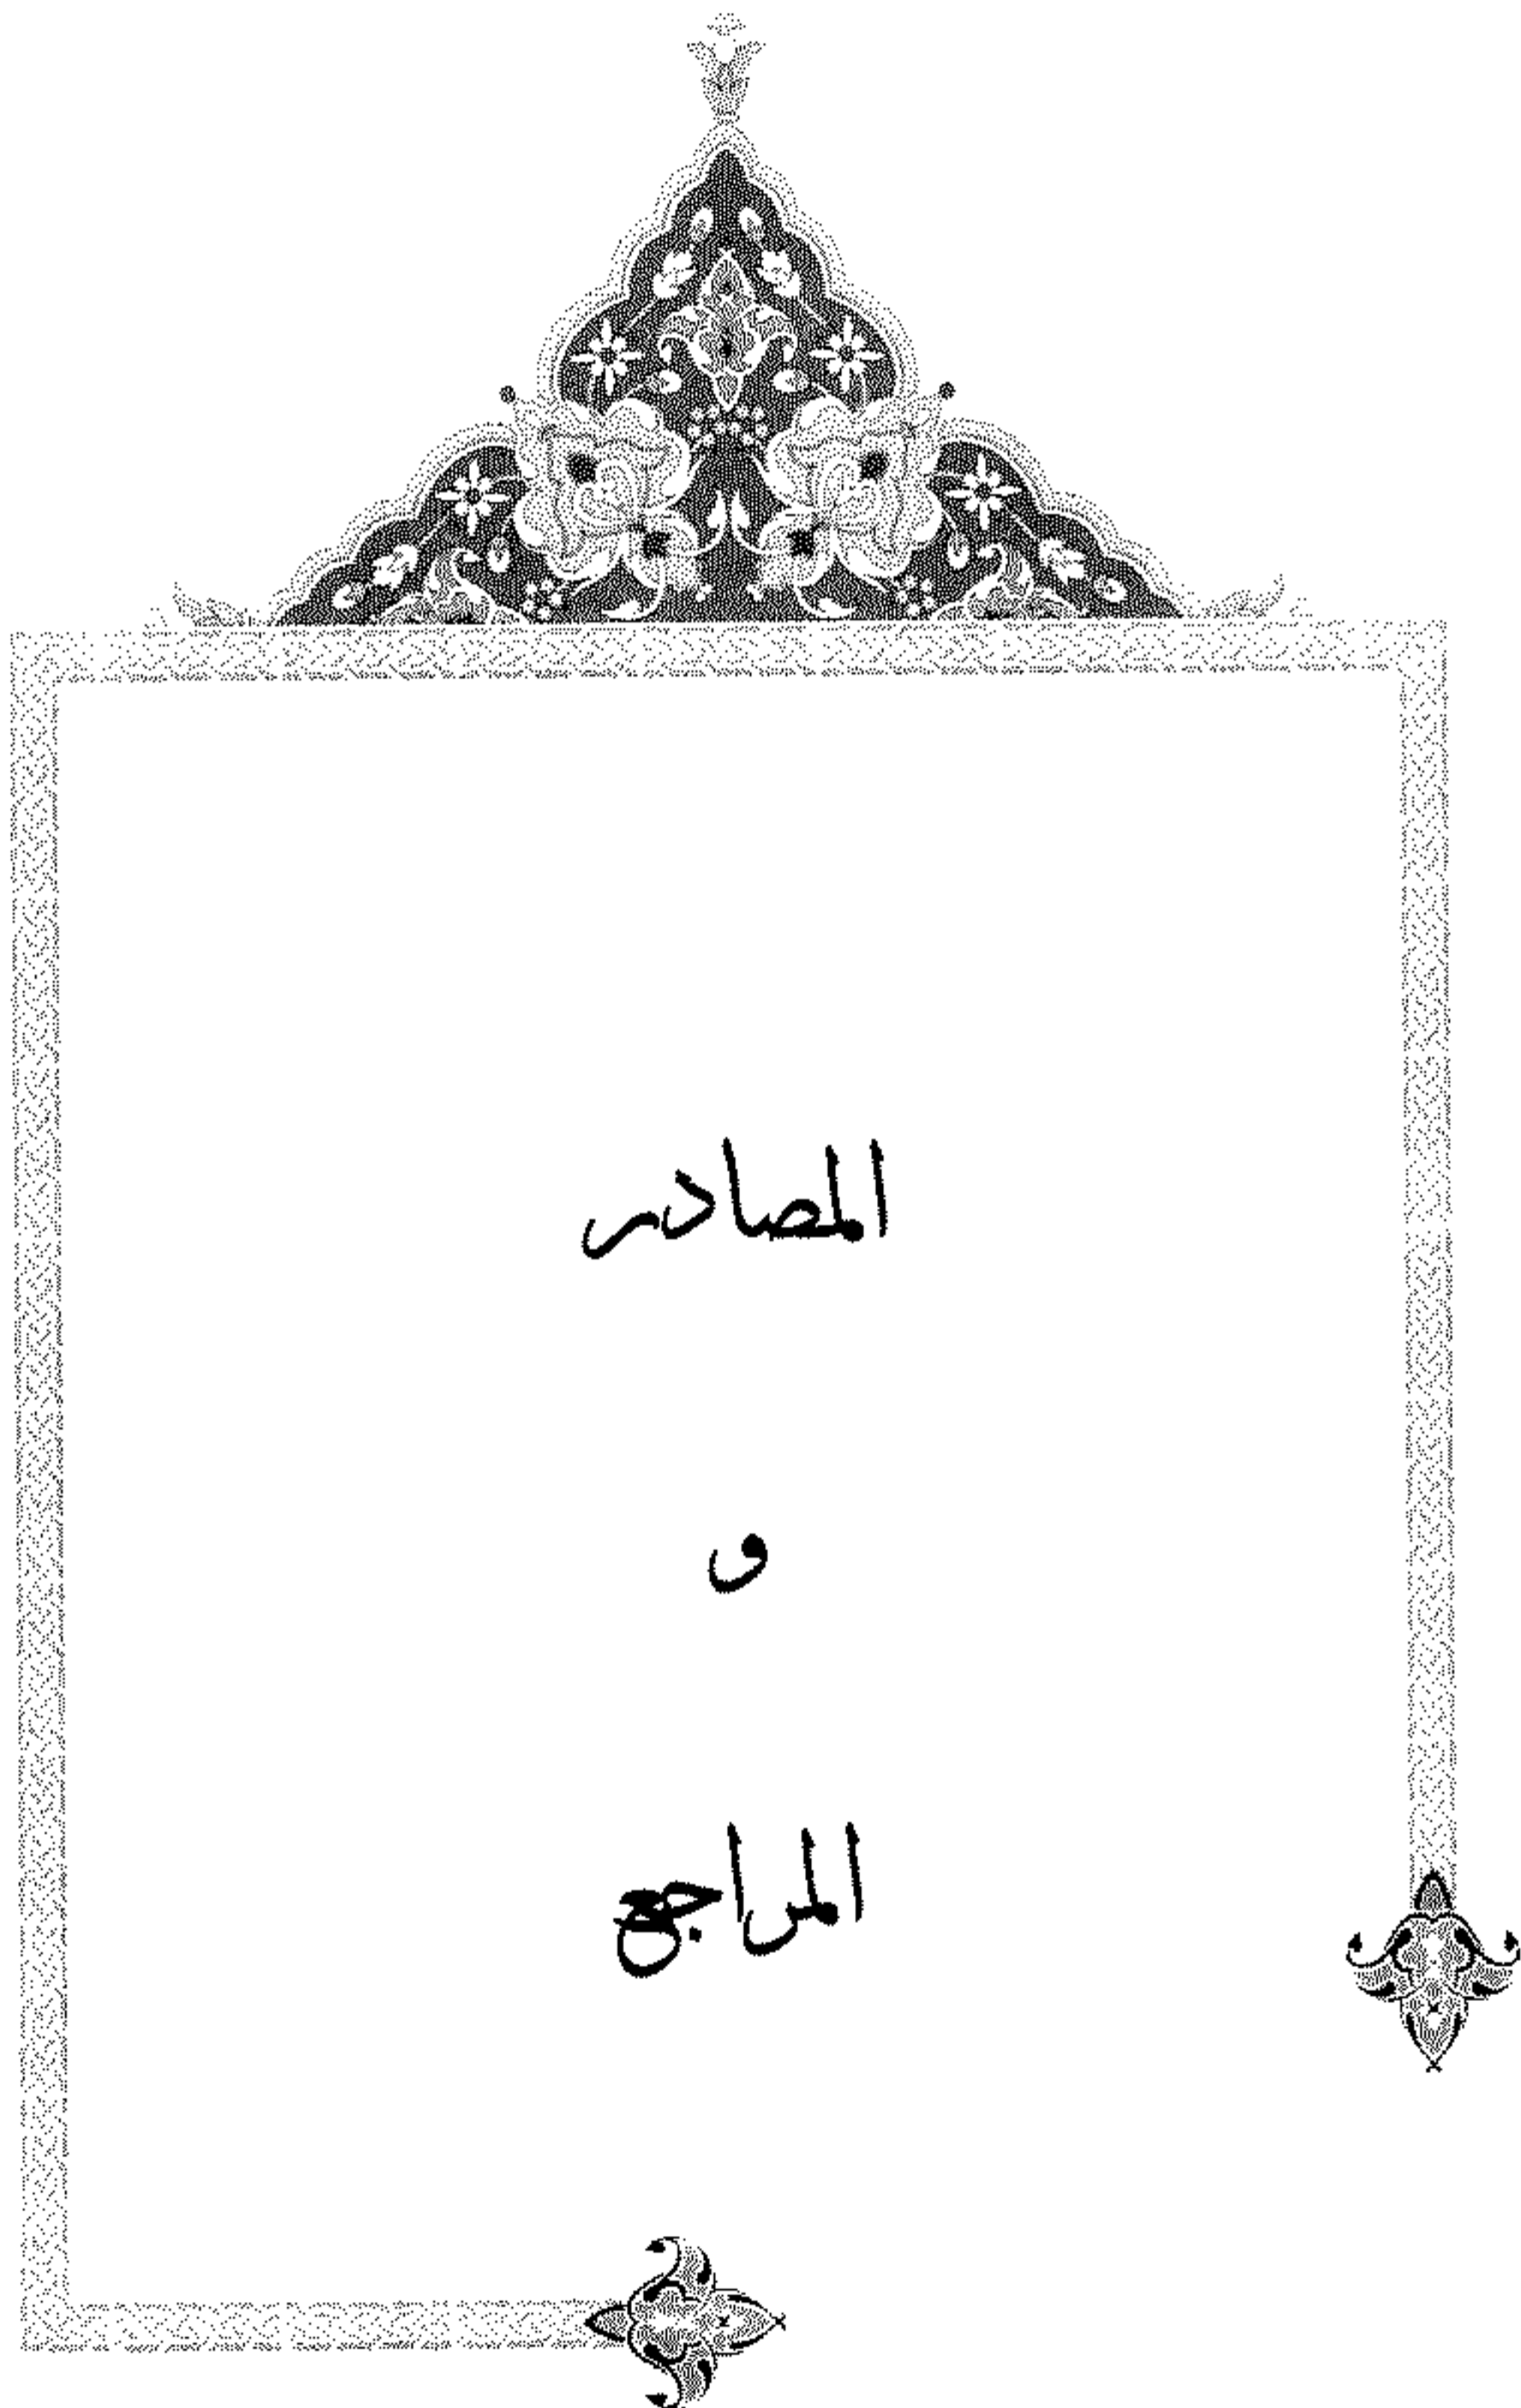 المصادر
و
المراجع